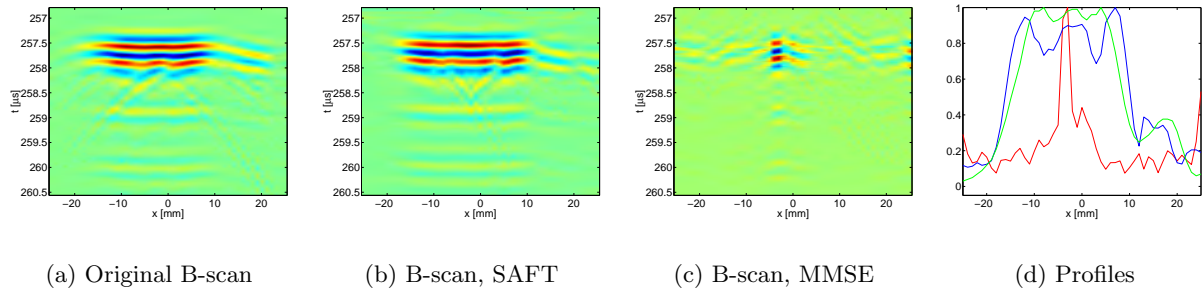 257
257.5
258
258.5
259
259.5
260
260.5
t [µs]
−20 −10 0 10 20
x [mm]
257
257.5
258
258.5
259
259.5
260
260.5
t [µs]
−20 −10 0 10 20
x [mm]
257
257.5
258
258.5
259
259.5
260
260.5
t [µs]
−20 −10 0 10 20
x [mm]
1
0.8
0.6
0.4
0.2
0
−20 −10 0 10 20
x [mm]
(a) Original B-scan
(b) B-scan, SAFT
(c) B-scan, MMSE
(d) Profiles